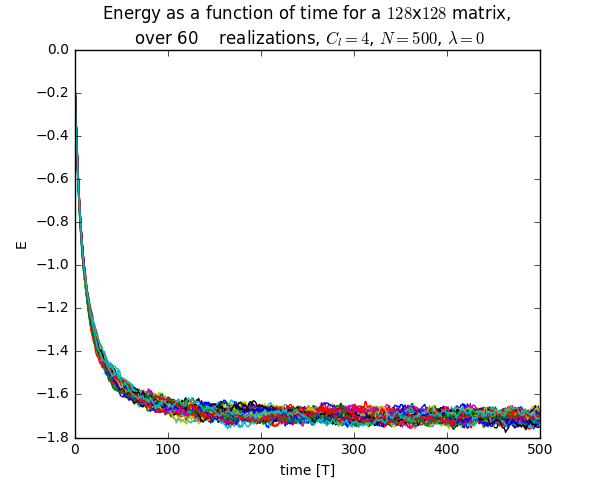 Energy as a function of time for a 128x128 matrix,
over 60 realizations, C_l = 4, N = 500, λ = 0
0.0
−0.2
−0.4
−0.6
−0.8
−1.0
−1.2
−1.4
−1.6
−1.8
E
0 100 200 300 400 500
time [T]